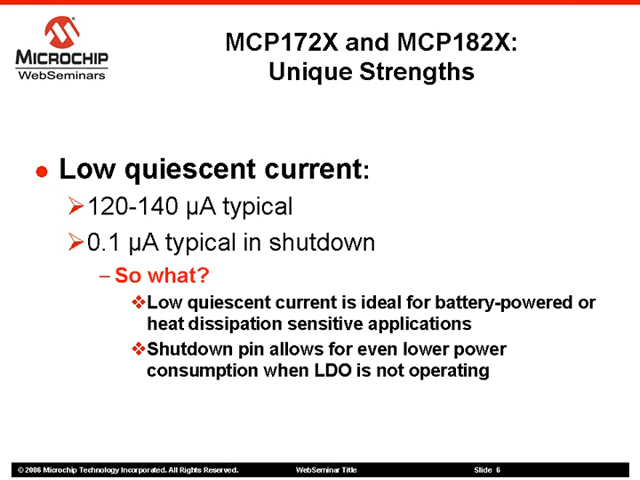 MICROCHIP
WebSeminars
MCP172X and MCP182X:
Unique Strengths
● Low quiescent current:
➢120-140 µA typical
➢0.1 µA typical in shutdown
– So what?
❖Low quiescent current is ideal for battery-powered or
heat dissipation sensitive applications
❖Shutdown pin allows for even lower power
consumption when LDO is not operating
© 2006 Microchip Technology Incorporated. All Rights Reserved. WebSeminar Title Slide 6